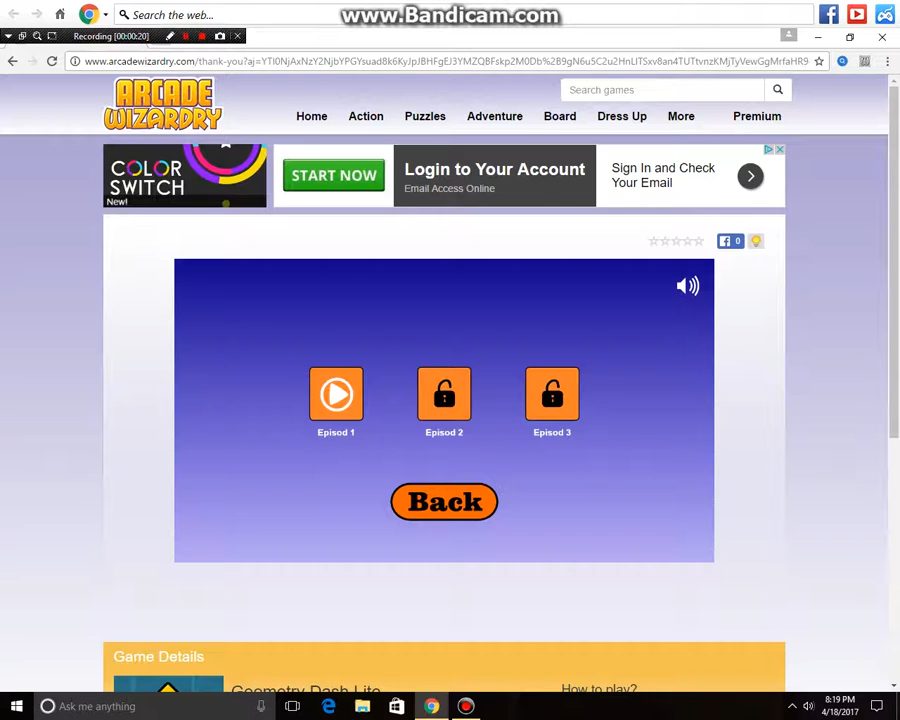 www.Bandicam.com
Search the web...
Recording [00:00:20]
www.arcadewizardry.com/thank-you?aj=
ARCADE
WIZARDRY
Search games
Home Action Puzzles Adventure Board Dress Up More Premium
COLOR
SWITCH
New!
START NOW
Login to Your Account
Email Access Online
Sign In and Check
Your Email
0
Episod 1
Episod 2
Episod 3
Back
Game Details
Geometry Dash Lite
How to play?
Ask me anything
8:19 PM
4/18/2017